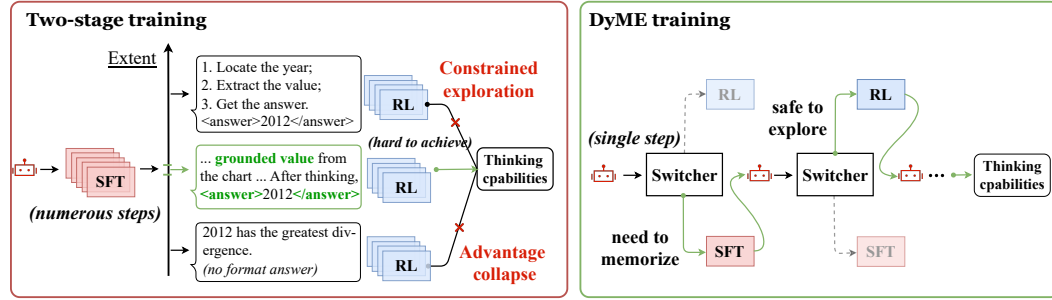 Two-stage training
Extent
1. Locate the year;
2. Extract the value;
3. Get the answer.
<answer>2012</answer>
RL
Constrained
exploration
(hard to achieve)
SFT
(numerous steps)
... grounded value from
the chart ... After thinking,
<answer>2012</answer>
RL
Thinking
cpabilities
2012 has the greatest div-
ergence.
(no format answer)
RL
Advantage
collapse
DyME training
RL
(single step)
Switcher
need to
memorize
SFT
safe to
explore
RL
Switcher
SFT
...
Thinking
cpabilities